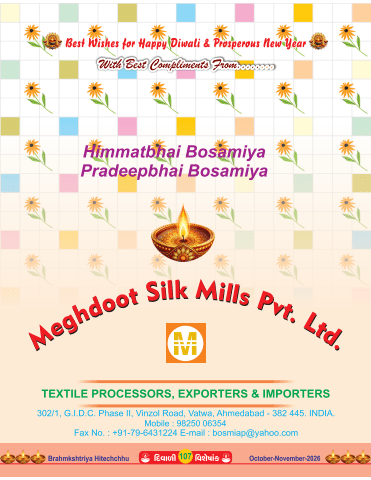 Best Wishes for Happy Diwali & Prosperous New Year
With Best Compliments From........
Himmatbhai Bosamiya
Pradeepbhai Bosamiya
Meghdoot Silk Mills Pvt. Ltd.
M
TEXTILE PROCESSORS, EXPORTERS & IMPORTERS
302/1, G.I.D.C. Phase II, Vinzol Road, Vatwa, Ahmedabad - 382 445. INDIA.
Mobile : 98250 06354
Fax No. : +91-79-6431224 E-mail : bosmiap@yahoo.com
Brahmkshtriya Hitechchhu દિવાળી 107 વિશેષાંક October-November-2026